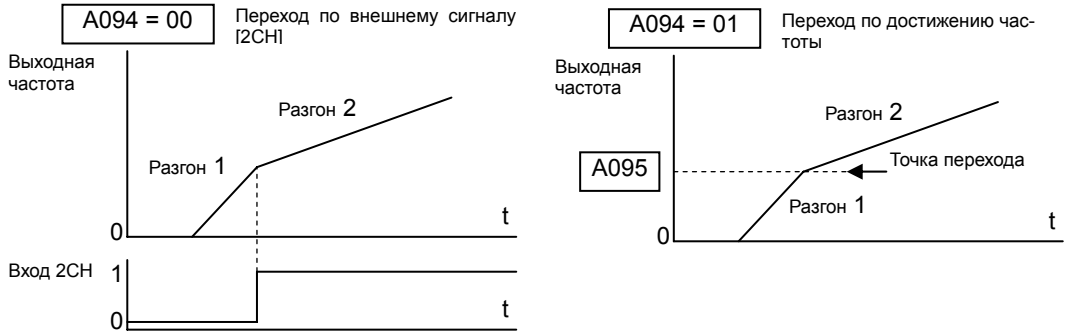 A094 = 00
Переход по внешнему сигналу
[2CH]
Выходная
частота
Разгон 2
Разгон 1
0
t
Вход 2CH
1
0
t
A094 = 01
Переход по достижению час-
тоты
Выходная
частота
Разгон 2
A095
Точка перехода
Разгон 1
0
t